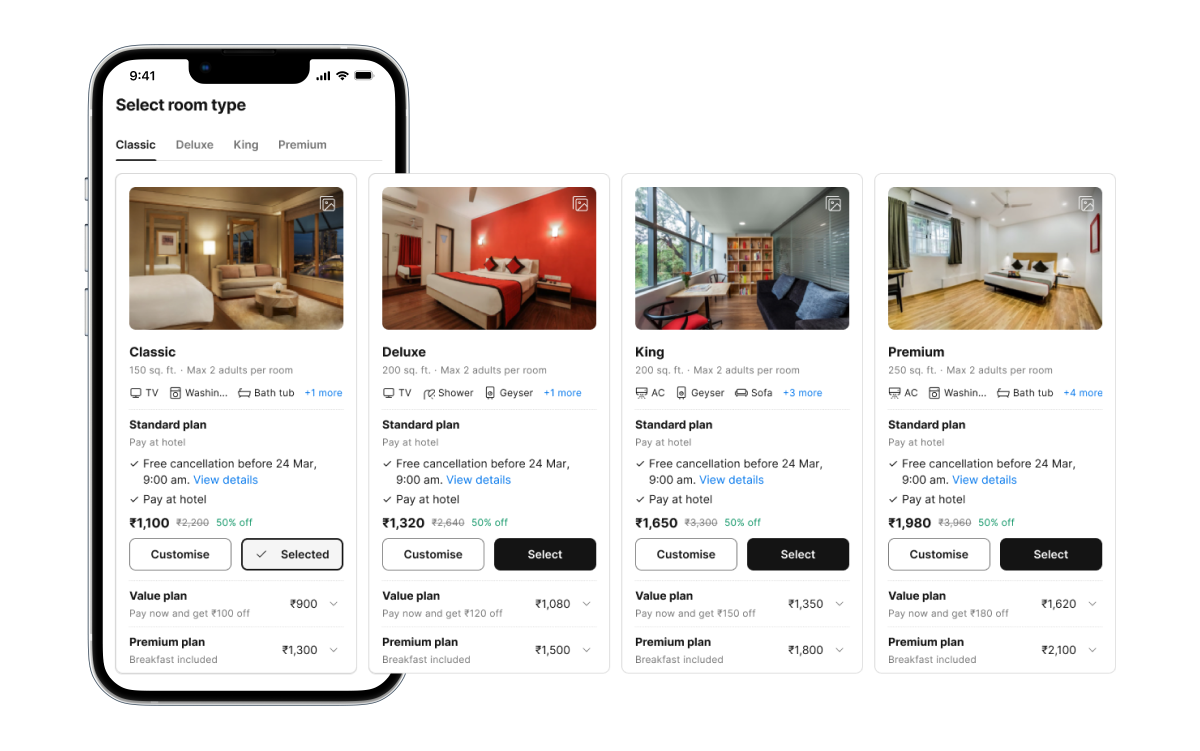 9:41
Select room type
Classic Deluxe King Premium
Classic
150 sq. ft. · Max 2 adults per room
TV Washin... Bath tub +1 more
Standard plan
Pay at hotel
Free cancellation before 24 Mar,
9:00 am. View details
Pay at hotel
₹1,100 ₹2,200 50% off
Customise Selected
Value plan
Pay now and get ₹100 off
₹900
Premium plan
Breakfast included
₹1,300
Deluxe
200 sq. ft. · Max 2 adults per room
TV Shower Geyser +1 more
Standard plan
Pay at hotel
Free cancellation before 24 Mar,
9:00 am. View details
Pay at hotel
₹1,320 ₹2,640 50% off
Customise Select
Value plan
Pay now and get ₹120 off
₹1,080
Premium plan
Breakfast included
₹1,500
King
200 sq. ft. · Max 2 adults per room
AC Geyser Sofa +3 more
Standard plan
Pay at hotel
Free cancellation before 24 Mar,
9:00 am. View details
Pay at hotel
₹1,650 ₹3,300 50% off
Customise Select
Value plan
Pay now and get ₹150 off
₹1,350
Premium plan
Breakfast included
₹1,800
Premium
250 sq. ft. · Max 2 adults per room
AC Washin... Bath tub +4 more
Standard plan
Pay at hotel
Free cancellation before 24 Mar,
9:00 am. View details
Pay at hotel
₹1,980 ₹3,960 50% off
Customise Select
Value plan
Pay now and get ₹180 off
₹1,620
Premium plan
Breakfast included
₹2,100